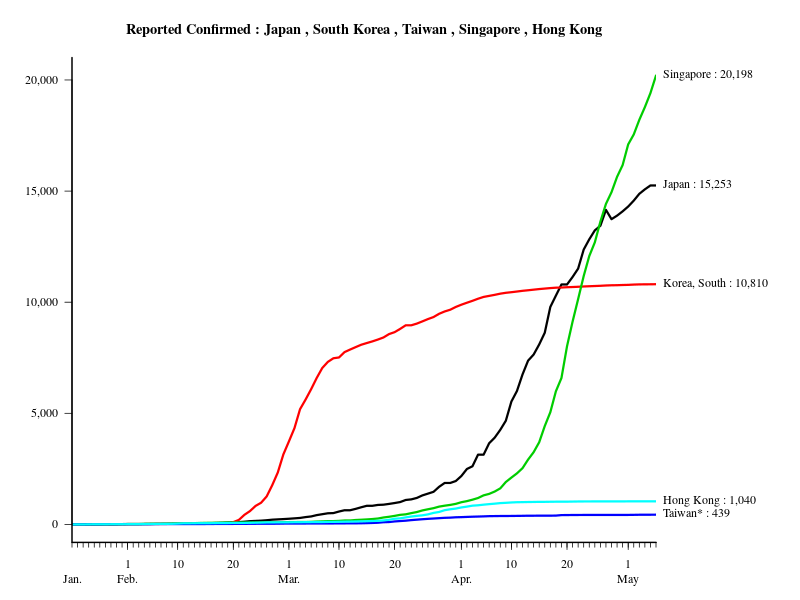 Reported Confirmed : Japan , South Korea , Taiwan , Singapore , Hong Kong
20,000
15,000
10,000
5,000
0
Singapore : 20,198
Japan : 15,253
Korea, South : 10,810
Hong Kong : 1,040
Taiwan* : 439
1 10 20 1 10 20 1 10 20 1
Jan. Feb. Mar. Apr. May